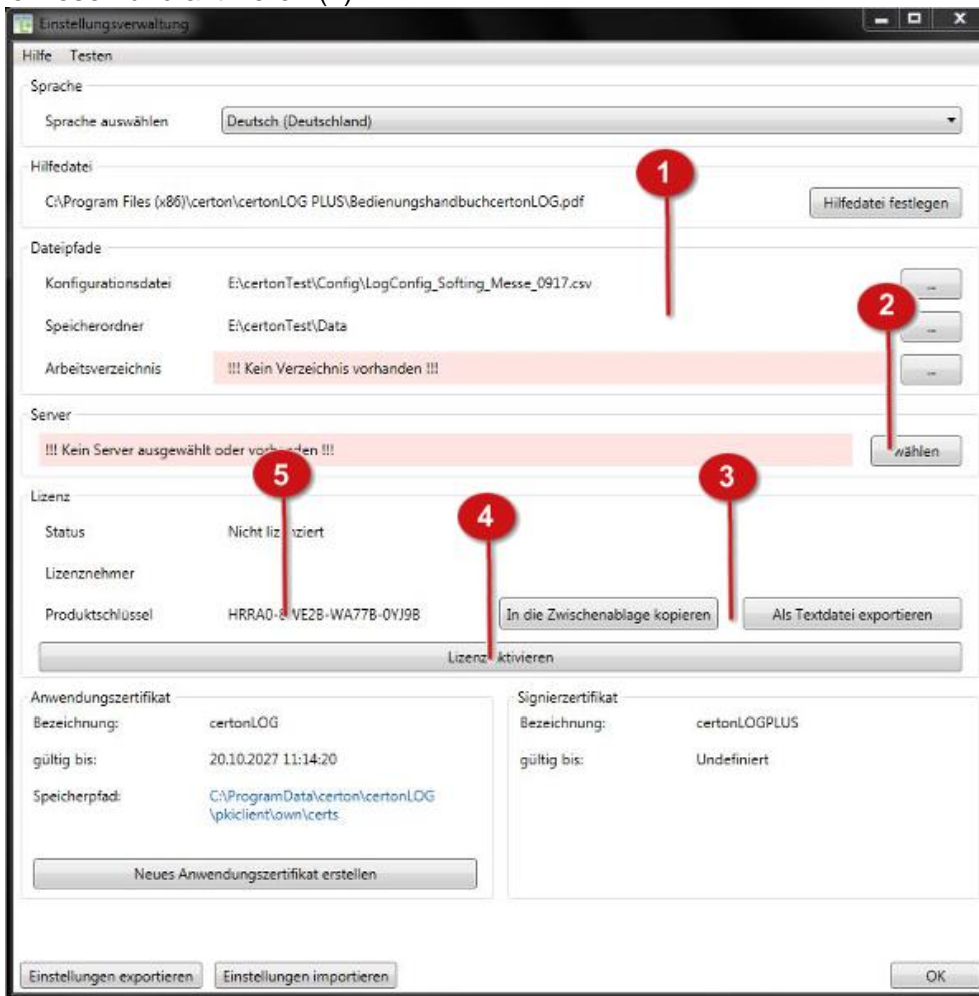 Einstellungsverwaltung
Hilfe Testen
Sprache
Sprache auswählen Deutsch (Deutschland)
1
Hilfedatei
C:\Program Files (x86)\certon\certonLOG PLUS\BedienungshandbuchcertonLOG.pdf Hilfedatei festlegen
Dateipfade
Konfigurationsdatei E:\certonTest\Config\LogConfig_Softing_Messe_0917.csv ...
2
Speicherordner E:\certonTest\Data ...
Arbeitsverzeichnis !!! Kein Verzeichnis vorhanden !!! ...
Server
!!! Kein Server ausgewählt oder vorhanden !!! wählen
5
3
Lizenz
4
Status Nicht lizenziert
Lizenznehmer
Produktschlüssel In die Zwischenablage kopieren Als Textdatei exportieren
Lizenz aktivieren
Anwendungszertifikat Signierzertifikat
Bezeichnung: certonLOG Bezeichnung: certonLOGPLUS
gültig bis: 20.10.2027 11:14:20 gültig bis: Undefiniert
Speicherpfad: C:\ProgramData\certon\certonLOG
\pkiclient\own\certs
Neues Anwendungszertifikat erstellen
Einstellungen exportieren Einstellungen importieren OK